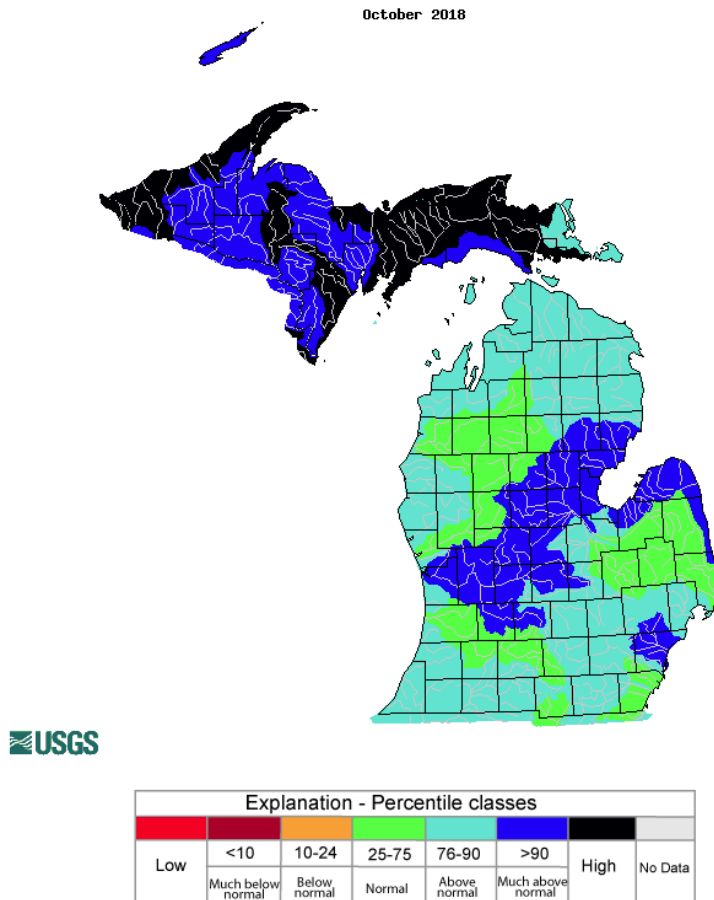 October 2018
USGS
Explanation - Percentile classes
Low <10 10-24 25-75 76-90 >90 High No Data
Much below normal Below normal Normal Above normal Much above normal